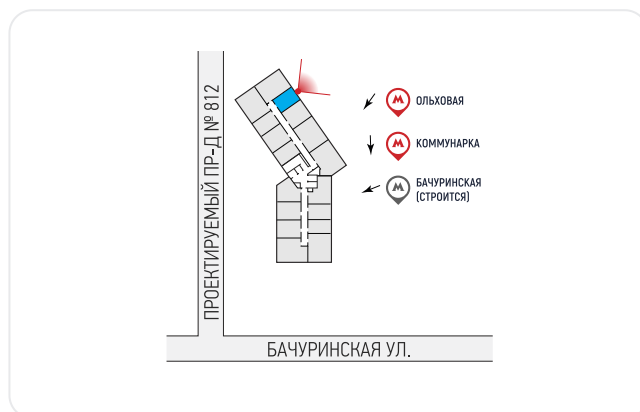 ПРОЕКТИРУЕМЫЙ ПР-Д № 812
М ОЛЬХОВАЯ
М КОММУНАРКА
М БАЧУРИНСКАЯ
(СТРОИТСЯ)
БАЧУРИНСКАЯ УЛ.